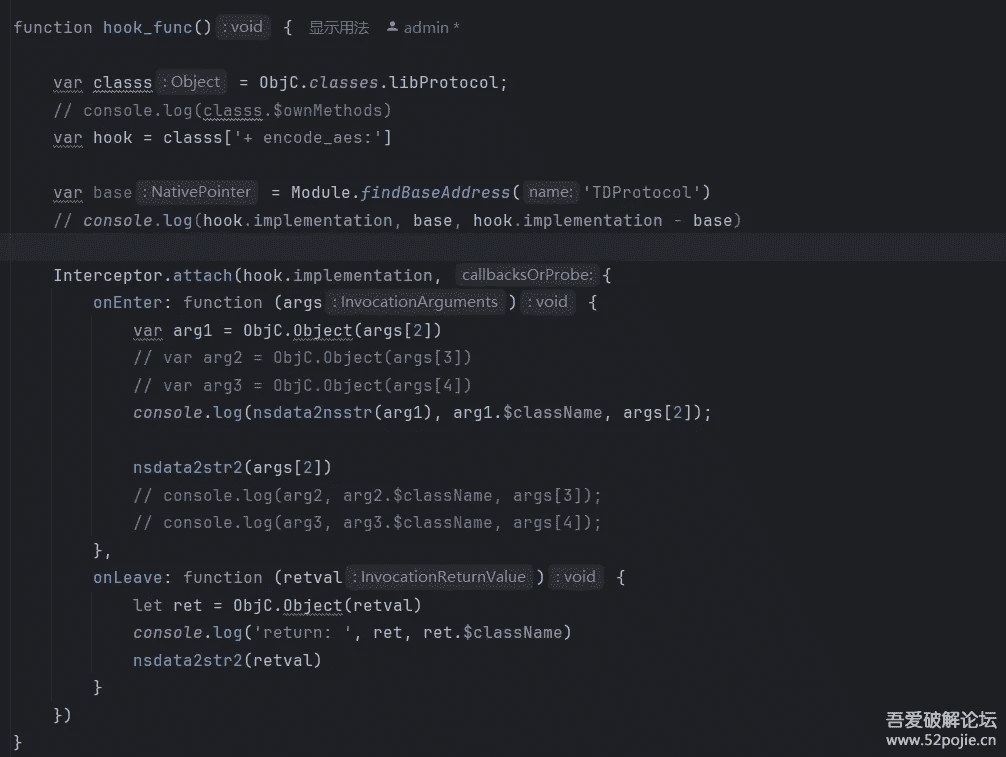 function hook_func() : void { 显示用法 admin *
var classs : Object = ObjC.classes.libProtocol;
// console.log(classs.$ownMethods)
var hook = classs['+ encode_aes:']
var base : NativePointer = Module.findBaseAddress( name: 'TDProtocol')
// console.log(hook.implementation, base, hook.implementation - base)
Interceptor.attach(hook.implementation, callbacksOrProbe: {
onEnter: function (args : InvocationArguments ) : void {
var arg1 = ObjC.Object(args[2])
// var arg2 = ObjC.Object(args[3])
// var arg3 = ObjC.Object(args[4])
console.log(nsdata2nsstr(arg1), arg1.$className, args[2]);
nsdata2str2(args[2])
// console.log(arg2, arg2.$className, args[3]);
// console.log(arg3, arg3.$className, args[4]);
},
onLeave: function (retval : InvocationReturnValue ) : void {
let ret = ObjC.Object(retval)
console.log('return: ', ret, ret.$className)
nsdata2str2(retval)
}
})
}
吾爱破解论坛
www.52pojie.cn